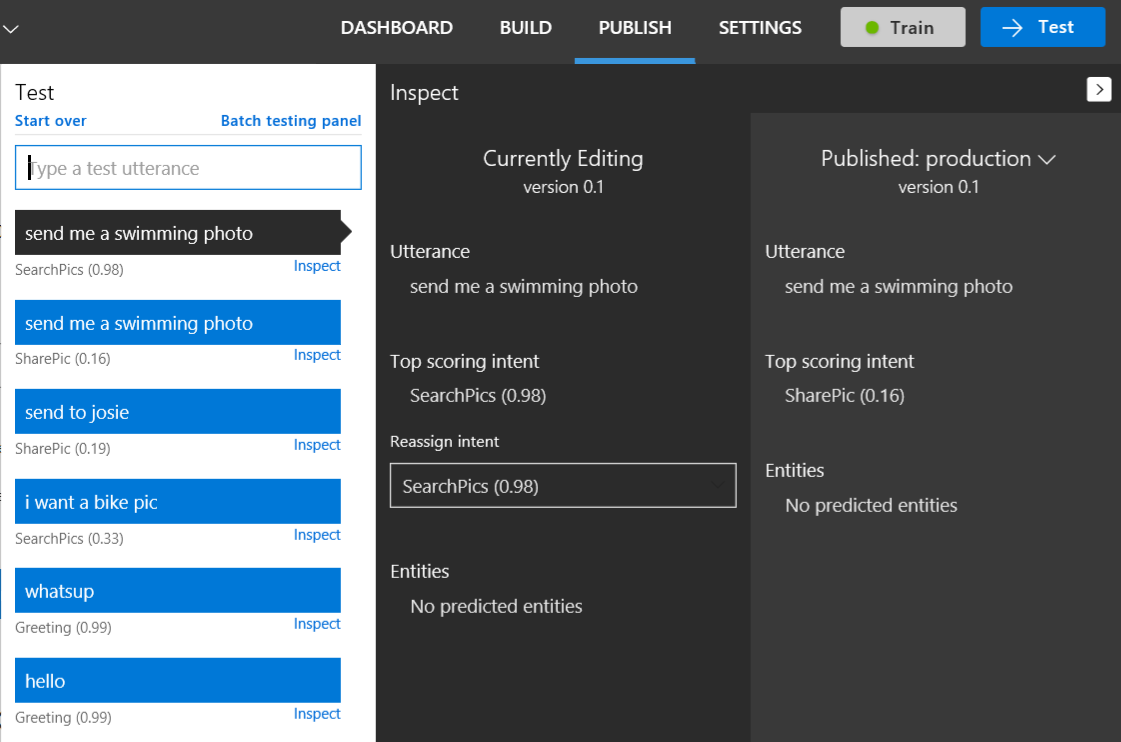 DASHBOARD BUILD PUBLISH SETTINGS Train Test
Test
Start over Batch testing panel
Type a test utterance
send me a swimming photo
SearchPics (0.98) Inspect
send me a swimming photo
SharePic (0.16) Inspect
send to josie
SharePic (0.19) Inspect
i want a bike pic
SearchPics (0.33) Inspect
whatsup
Greeting (0.99) Inspect
hello
Greeting (0.99) Inspect
Inspect
Currently Editing
version 0.1
Utterance
send me a swimming photo
Top scoring intent
SearchPics (0.98)
Reassign intent
SearchPics (0.98)
Entities
No predicted entities
Published: production
version 0.1
Utterance
send me a swimming photo
Top scoring intent
SharePic (0.16)
Entities
No predicted entities